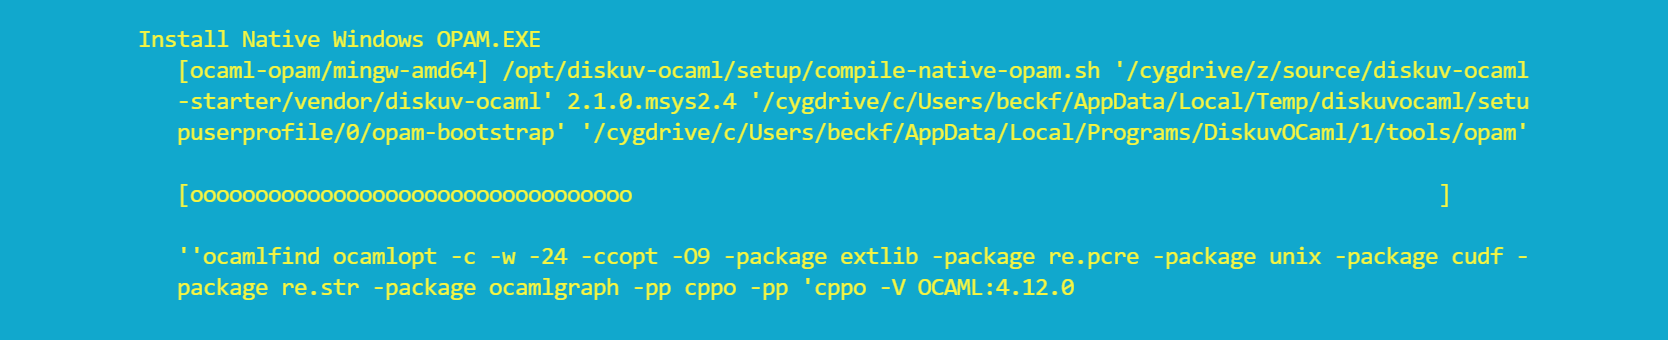 Install Native Windows OPAM.EXE
[ocaml-opam/mingw-amd64] /opt/diskuv-ocaml/setup/compile-native-opam.sh '/cygdrive/z/source/diskuv-ocaml
-starter/vendor/diskuv-ocaml' 2.1.0.msys2.4 '/cygdrive/c/Users/beckf/AppData/Local/Temp/diskuvocaml/setu
puserprofile/0/opam-bootstrap' '/cygdrive/c/Users/beckf/AppData/Local/Programs/DiskuvOCaml/1/tools/opam'
[oooooooooooooooooooooooooooooooooo                                                              ]
''ocamlfind ocamlopt -c -w -24 -ccopt -O9 -package extlib -package re.pcre -package unix -package cudf -
package re.str -package ocamlgraph -pp cppo -pp 'cppo -V OCAML:4.12.0